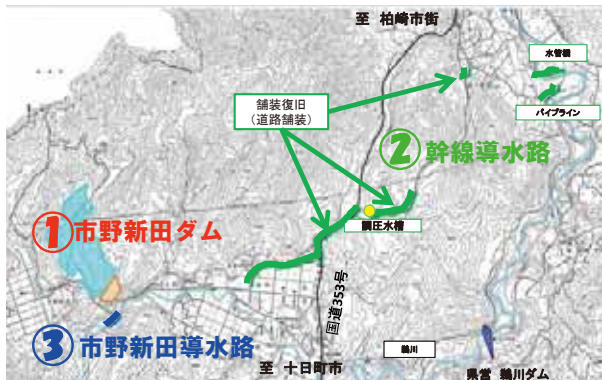 至 柏崎市街
水管橋
舗装復旧
(道路舗装)
パイプライン
②幹線導水路
①市野新田ダム
調圧水槽
国道353号
③市野新田導水路
鵜川
至 十日町市
県営 鵜川ダム